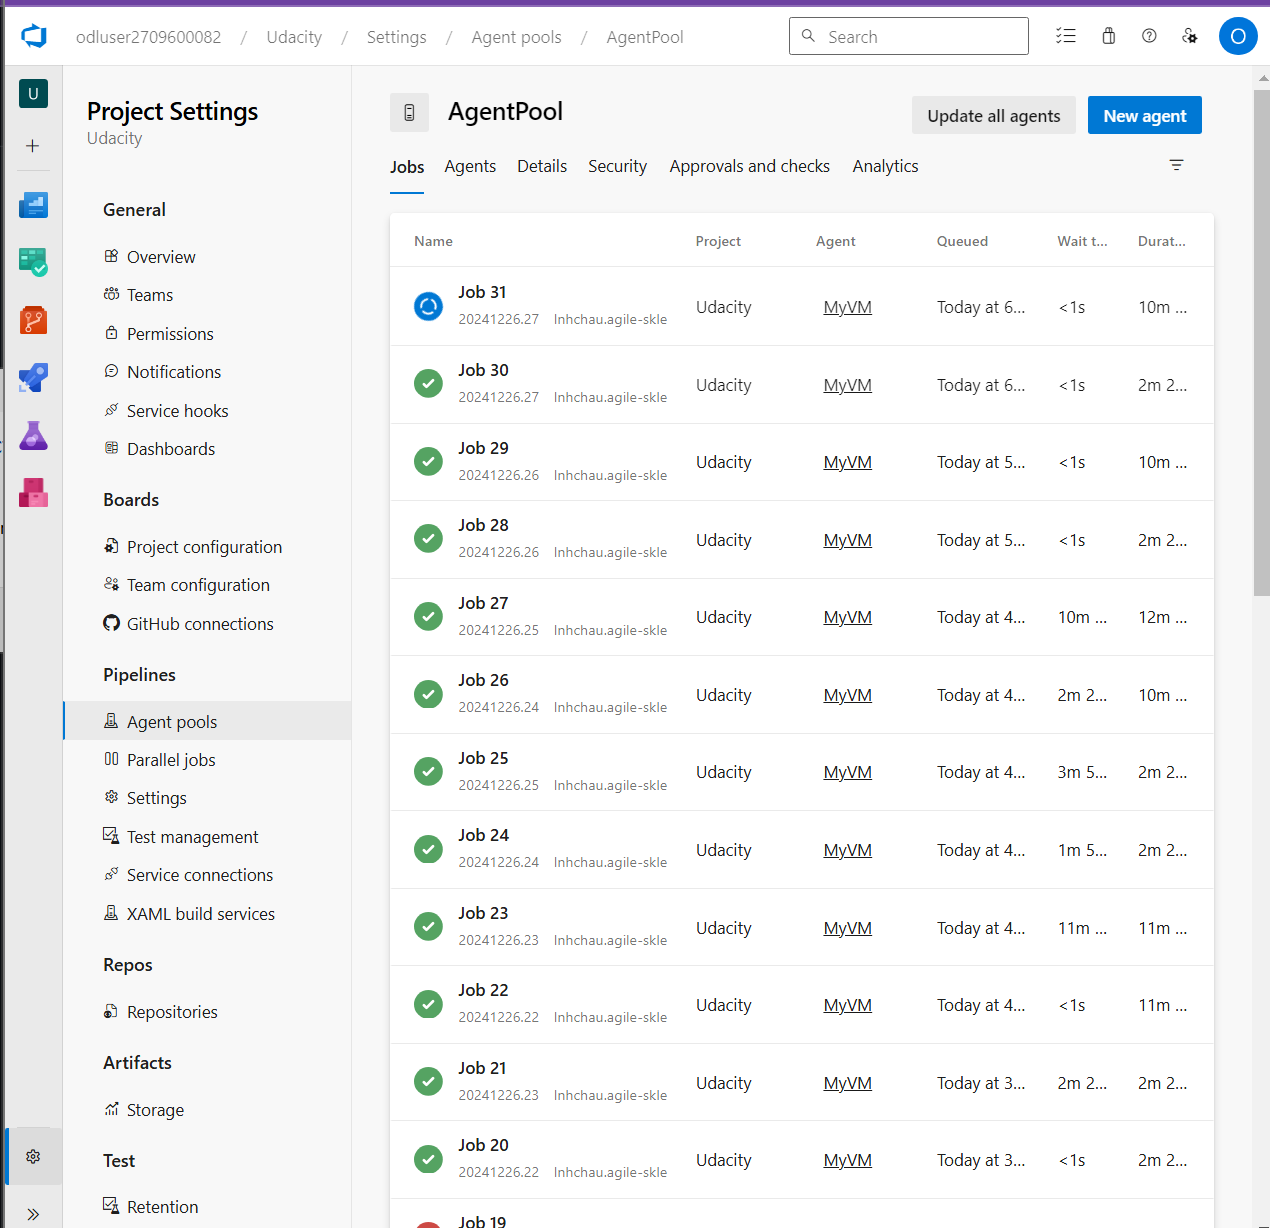 odluser2709600082 / Udacity / Settings / Agent pools / AgentPool
Search
O
U
Project Settings
Udacity
General
Overview
Teams
Permissions
Notifications
Service hooks
Dashboards
Boards
Project configuration
Team configuration
GitHub connections
Pipelines
Agent pools
Parallel jobs
Settings
Test management
Service connections
XAML build services
Repos
Repositories
Artifacts
Storage
Test
Retention
AgentPool
Update all agents
New agent
Jobs Agents Details Security Approvals and checks Analytics
Name Project Agent Queued Wait t... Durat...
Job 31
20241226.27 lnhchau.agile-skle Udacity MyVM Today at 6... <1s 10m ...
Job 30
20241226.27 lnhchau.agile-skle Udacity MyVM Today at 6... <1s 2m 2...
Job 29
20241226.26 lnhchau.agile-skle Udacity MyVM Today at 5... <1s 10m ...
Job 28
20241226.26 lnhchau.agile-skle Udacity MyVM Today at 5... <1s 2m 2...
Job 27
20241226.25 lnhchau.agile-skle Udacity MyVM Today at 4... 10m ... 12m ...
Job 26
20241226.24 lnhchau.agile-skle Udacity MyVM Today at 4... 2m 2... 10m ...
Job 25
20241226.25 lnhchau.agile-skle Udacity MyVM Today at 4... 3m 5... 2m 2...
Job 24
20241226.24 lnhchau.agile-skle Udacity MyVM Today at 4... 1m 5... 2m 2...
Job 23
20241226.23 lnhchau.agile-skle Udacity MyVM Today at 4... 11m ... 11m ...
Job 22
20241226.22 lnhchau.agile-skle Udacity MyVM Today at 4... <1s 11m ...
Job 21
20241226.23 lnhchau.agile-skle Udacity MyVM Today at 3... 2m 2... 2m 2...
Job 20
20241226.22 lnhchau.agile-skle Udacity MyVM Today at 3... <1s 2m 2...
Job 19